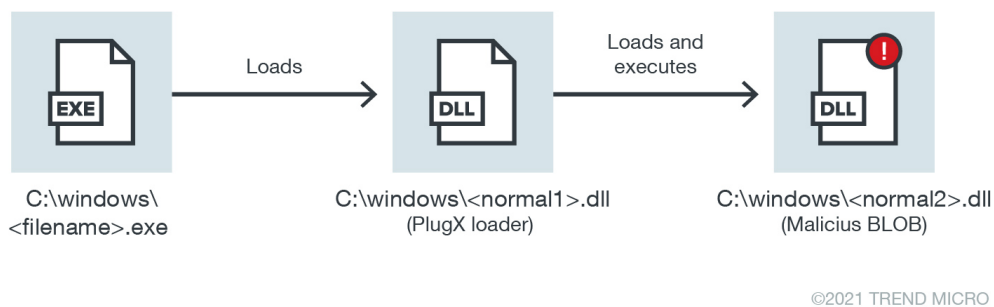 EXE
Loads
DLL
Loads and
executes
DLL
!
C:\windows\
<filename>.exe
C:\windows\<normal1>.dll
(PlugX loader)
C:\windows\<normal2>.dll
(Malicius BLOB)
©2021 TREND MICRO